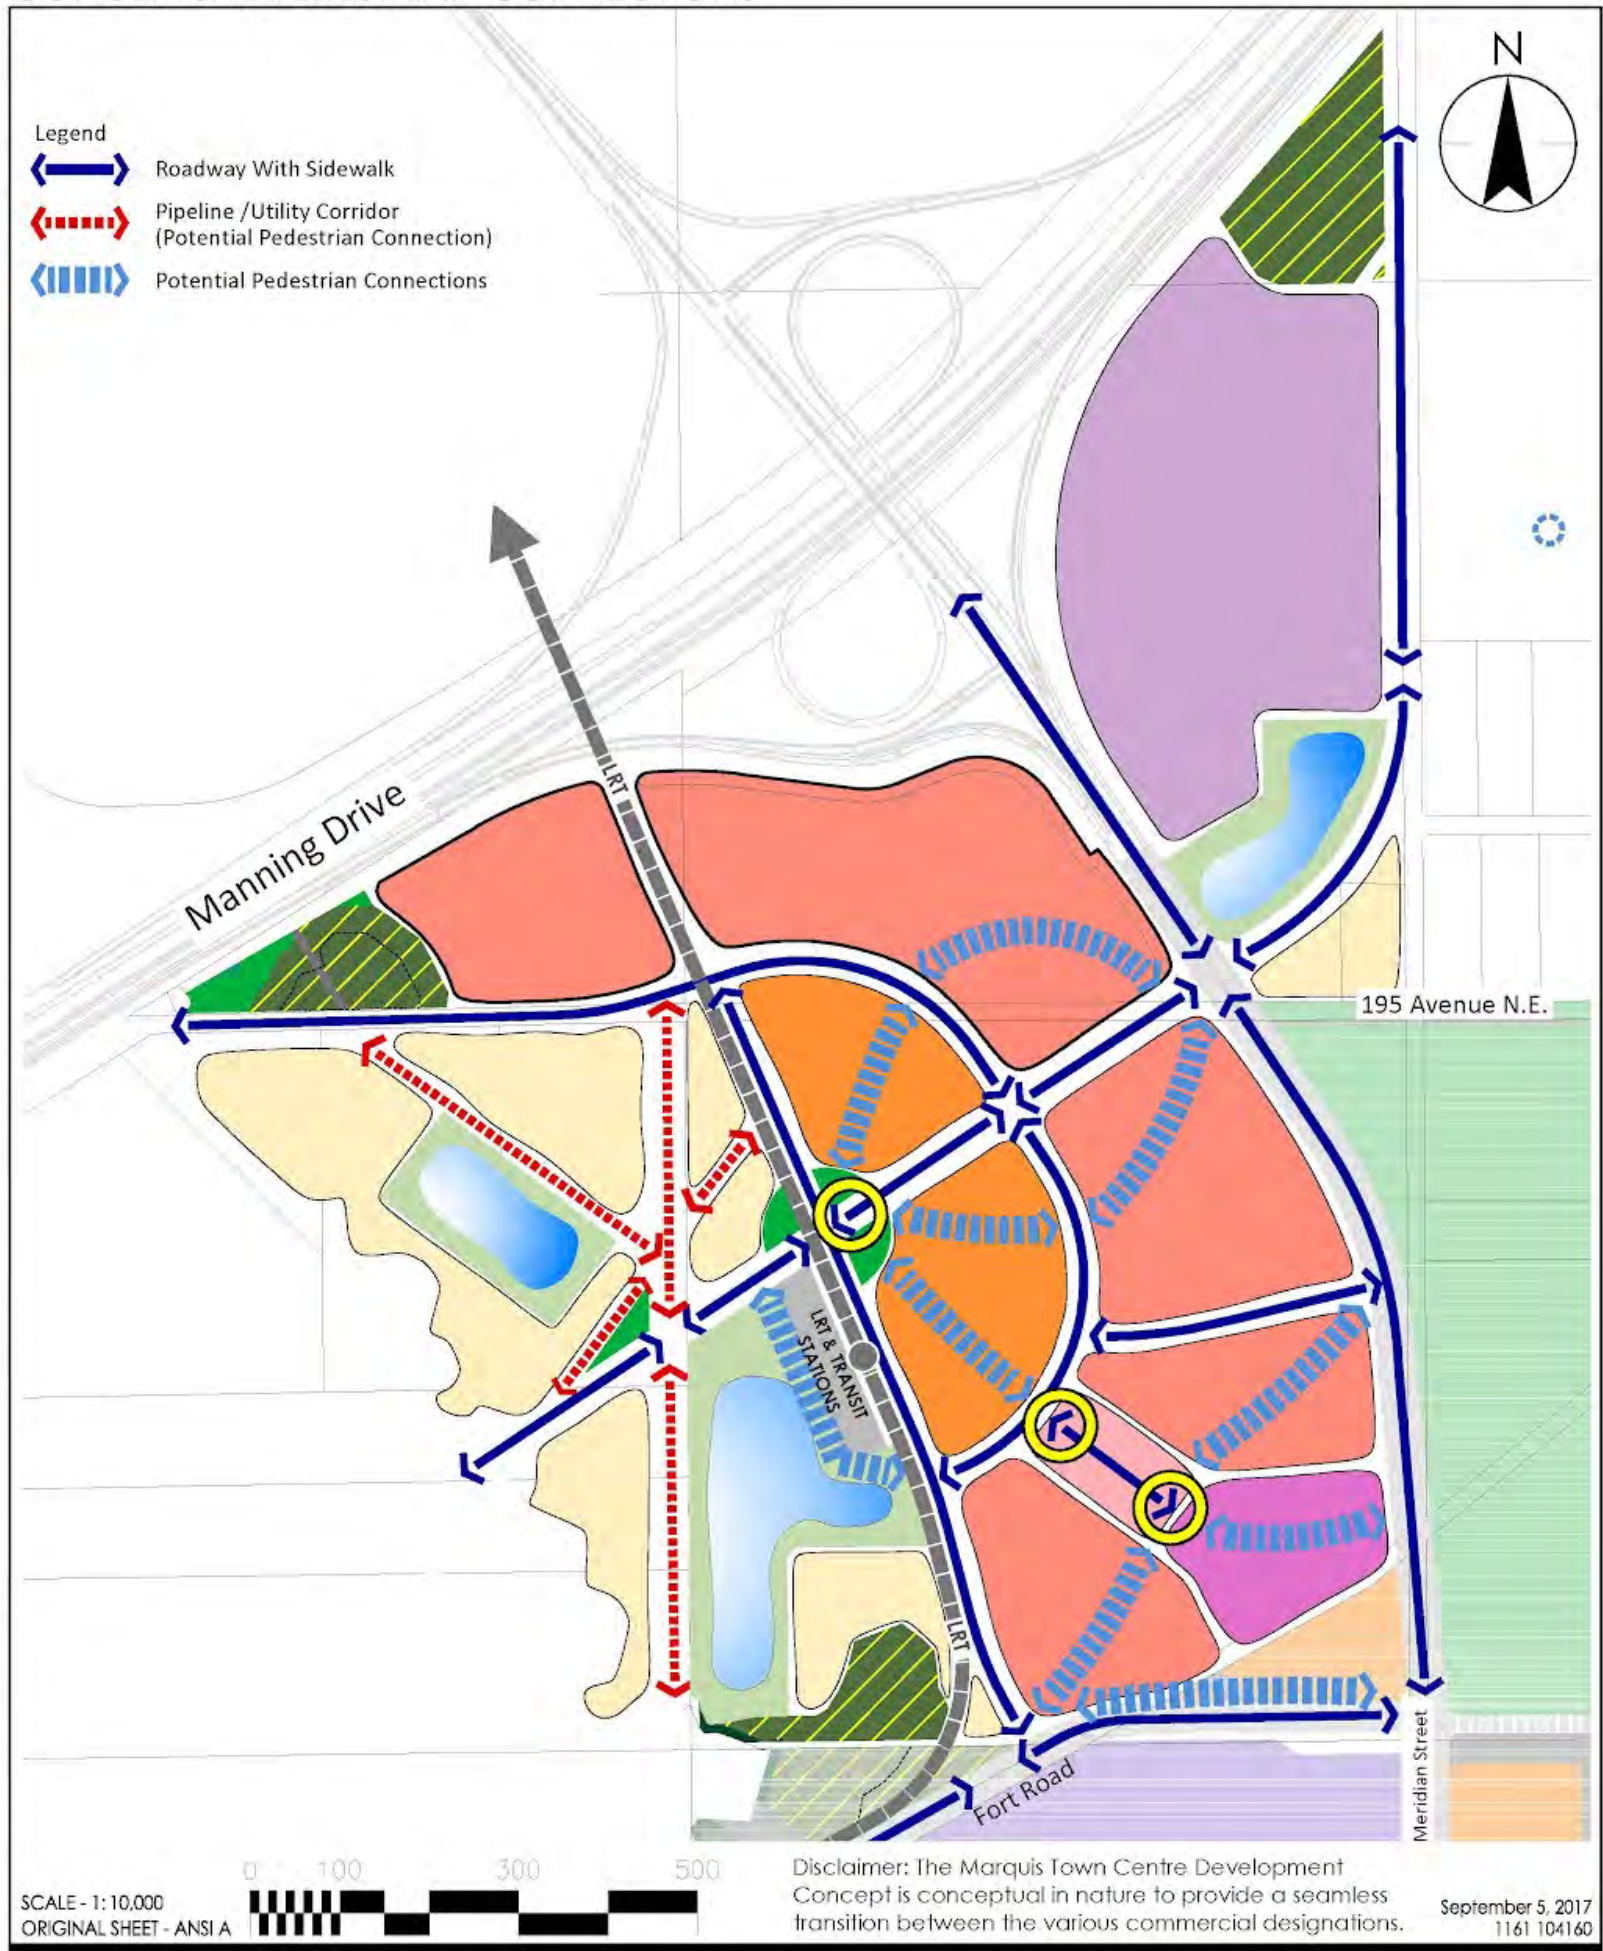 N
Legend
Roadway With Sidewalk
Pipeline /Utility Corridor
(Potential Pedestrian Connection)
Potential Pedestrian Connections
LRT
Manning Drive
195 Avenue N.E.
LRT & TRANSIT
STATIONS
LRT
Fort Road
Meridian Street
0 100 300 500
SCALE - 1:10,000
ORIGINAL SHEET - ANSI A
Disclaimer: The Marquis Town Centre Development
Concept is conceptual in nature to provide a seamless
transition between the various commercial designations.
September 5, 2017
1161 104160